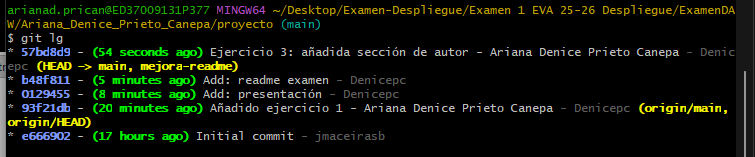 arianad.prican@ED37009131P377 MINGW64 ~/Desktop/Examen-Despliegue/Examen 1 EVA 25-26 Despliegue/ExamenDA
W/Ariana_Denice_Prieto_Canepa/proyecto (main)
$ git lg
* 57bd8d9 - (54 seconds ago) Ejercicio 3: añadida sección de autor - Ariana Denice Prieto Canepa - Denic
epc (HEAD -> main, mejora-readme)
* b48f811 - (5 minutes ago) Add: readme examen - Denicepc
* 0129455 - (8 minutes ago) Add: presentación - Denicepc
* 93f21db - (20 minutes ago) Añadido ejercicio 1 - Ariana Denice Prieto Canepa - Denicepc (origin/main,
origin/HEAD)
* e666902 - (17 hours ago) Initial commit - jmaceirasb